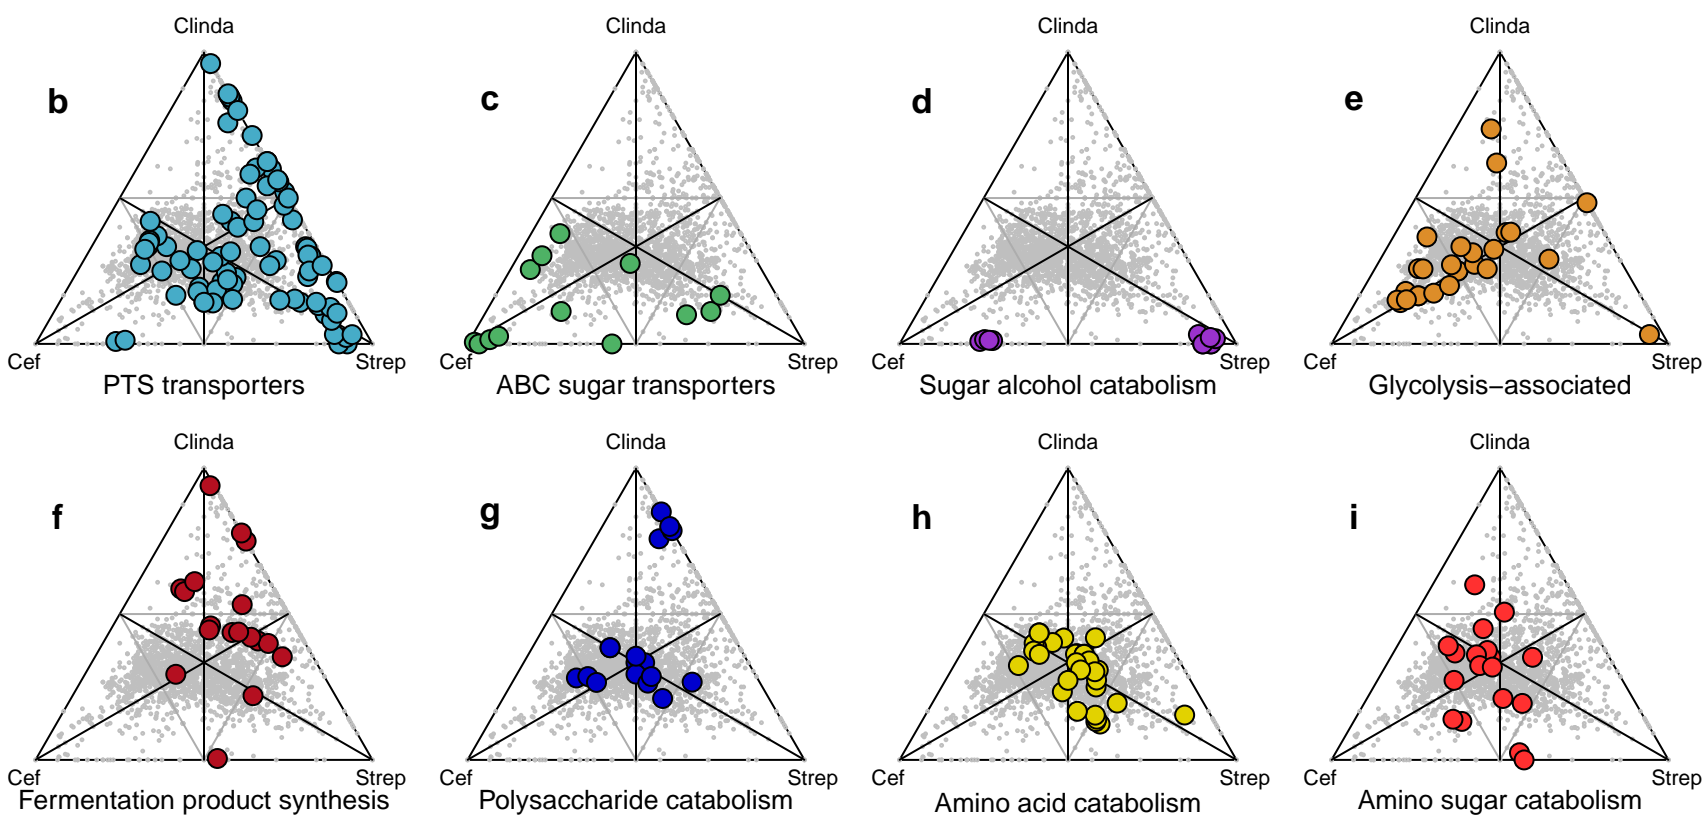 Clinda
Clinda
Clinda
Clinda
b
c
d
e
Cef
Strep
Cef
Strep
Cef
Strep
Cef
Strep
PTS transporters
ABC sugar transporters
Sugar alcohol catabolism
Glycolysis−associated
Clinda
Clinda
Clinda
Clinda
f
g
h
i
Cef
Strep
Cef
Strep
Cef
Strep
Cef
Strep
Fermentation product synthesis
Polysaccharide catabolism
Amino acid catabolism
Amino sugar catabolism